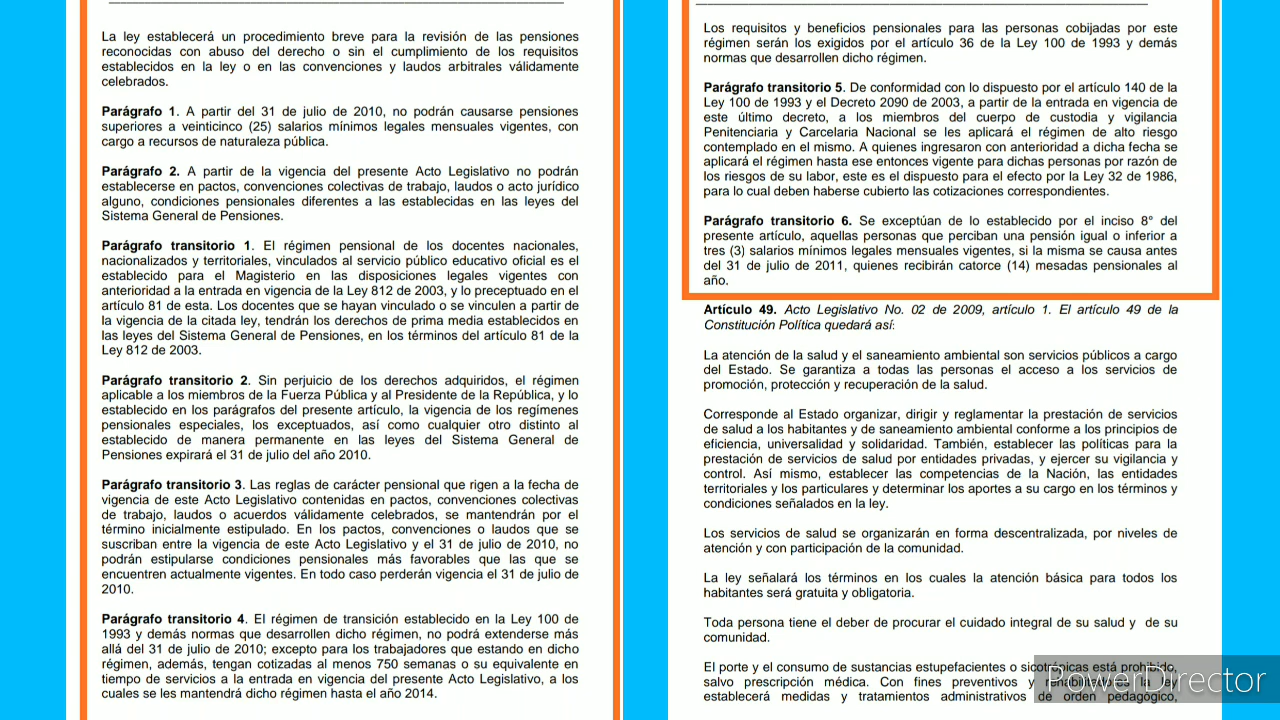 La ley establecerá un procedimiento breve para la revisión de las pensiones
reconocidas con abuso del derecho o sin el cumplimiento de los requisitos
establecidos en la ley o en las convenciones y laudos arbitrales válidamente
celebrados.
Parágrafo 1. A partir del 31 de julio de 2010, no podrán causarse pensiones
superiores a veinticinco (25) salarios mínimos legales mensuales vigentes, con
cargo a recursos de naturaleza pública.
Parágrafo 2. A partir de la vigencia del presente Acto Legislativo no podrán
establecerse en pactos, convenciones colectivas de trabajo, laudos o acto jurídico
alguno, condiciones pensionales diferentes a las establecidas en las leyes del
Sistema General de Pensiones.
Parágrafo transitorio 1. El régimen pensional de los docentes nacionales,
nacionalizados y territoriales, vinculados al servicio público educativo oficial es el
establecido para el Magisterio en las disposiciones legales vigentes con
anterioridad a la entrada en vigencia de la Ley 812 de 2003, y lo preceptuado en el
artículo 81 de esta. Los docentes que se hayan vinculado o se vinculen a partir de
la vigencia de la citada ley, tendrán los derechos de prima media establecidos en
las leyes del Sistema General de Pensiones, en los términos del artículo 81 de la
Ley 812 de 2003.
Parágrafo transitorio 2. Sin perjuicio de los derechos adquiridos, el régimen
aplicable a los miembros de la Fuerza Pública y al Presidente de la República, y lo
establecido en los parágrafos del presente artículo, la vigencia de los regímenes
pensionales especiales, los exceptuados, así como cualquier otro distinto al
establecido de manera permanente en las leyes del Sistema General de
Pensiones expirará el 31 de julio del año 2010.
Parágrafo transitorio 3. Las reglas de carácter pensional que rigen a la fecha de
vigencia de este Acto Legislativo contenidas en pactos, convenciones colectivas
de trabajo, laudos o acuerdos válidamente celebrados, se mantendrán por el
término inicialmente estipulado. En los pactos, convenciones o laudos que se
suscriban entre la vigencia de este Acto Legislativo y el 31 de julio de 2010, no
podrán estipularse condiciones pensionales más favorables que las que se
encuentren actualmente vigentes. En todo caso perderán vigencia el 31 de julio de
2010.
Parágrafo transitorio 4. El régimen de transición establecido en la Ley 100 de
1993 y demás normas que desarrollen dicho régimen, no podrá extenderse más
allá del 31 de julio de 2010; excepto para los trabajadores que estando en dicho
régimen, además, tengan cotizadas al menos 750 semanas o su equivalente en
tiempo de servicios a la entrada en vigencia del presente Acto Legislativo, a los
cuales se les mantendrá dicho régimen hasta el año 2014.
Los requisitos y beneficios pensionales para las personas cobijadas por este
régimen serán los exigidos por el artículo 36 de la Ley 100 de 1993 y demás
normas que desarrollen dicho régimen.
Parágrafo transitorio 5. De conformidad con lo dispuesto por el artículo 140 de la
Ley 100 de 1993 y el Decreto 2090 de 2003, a partir de la entrada en vigencia de
este último decreto, a los miembros del cuerpo de custodia y vigilancia
Penitenciaria y Carcelaria Nacional se les aplicará el régimen de alto riesgo
contemplado en el mismo. A quienes ingresaron con anterioridad a dicha fecha se
aplicará el régimen hasta ese entonces vigente para dichas personas por razón de
los riesgos de su labor, este es el dispuesto para el efecto por la Ley 32 de 1986,
para lo cual deben haberse cubierto las cotizaciones correspondientes.
Parágrafo transitorio 6. Se exceptúan de lo establecido por el inciso 8° del
presente artículo, aquellas personas que perciban una pensión igual o inferior a
tres (3) salarios mínimos legales mensuales vigentes, si la misma se causa antes
del 31 de julio de 2011, quienes recibirán catorce (14) mesadas pensionales al
año.
Artículo 49. Acto Legislativo No. 02 de 2009, artículo 1. El artículo 49 de la
Constitución Política quedará así:
La atención de la salud y el saneamiento ambiental son servicios públicos a cargo
del Estado. Se garantiza a todas las personas el acceso a los servicios de
promoción, protección y recuperación de la salud.
Corresponde al Estado organizar, dirigir y reglamentar la prestación de servicios
de salud a los habitantes y de saneamiento ambiental conforme a los principios de
eficiencia, universalidad y solidaridad. También, establecer las políticas para la
prestación de servicios de salud por entidades privadas, y ejercer su vigilancia y
control. Así mismo, establecer las competencias de la Nación, las entidades
territoriales y los particulares y determinar los aportes a su cargo en los términos y
condiciones señalados en la ley.
Los servicios de salud se organizarán en forma descentralizada, por niveles de
atención y con participación de la comunidad.
La ley señalará los términos en los cuales la atención básica para todos los
habitantes será gratuita y obligatoria.
Toda persona tiene el deber de procurar el cuidado integral de su salud y de su
comunidad.
El porte y el consumo de sustancias estupefacientes o sicotrópicas está prohibido,
salvo prescripción médica. Con fines preventivos y rehabilitadores la ley
establecerá medidas y tratamientos administrativos de orden pedagógico,
PowerDirector